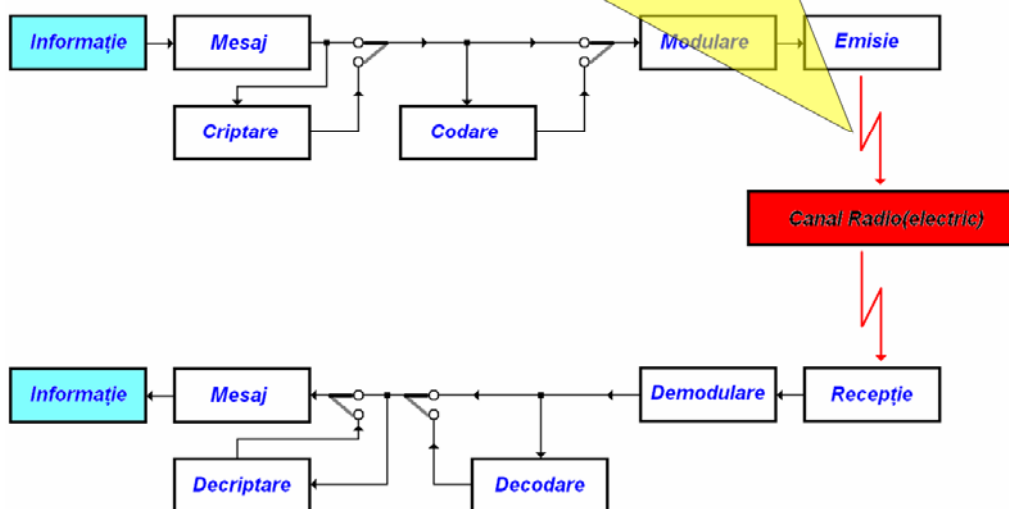 Informație
Mesaj
Modulare
Emisie
Criptare
Codare
Canal Radio(electric)
Informație
Mesaj
Demodulare
Recepție
Decriptare
Decodare